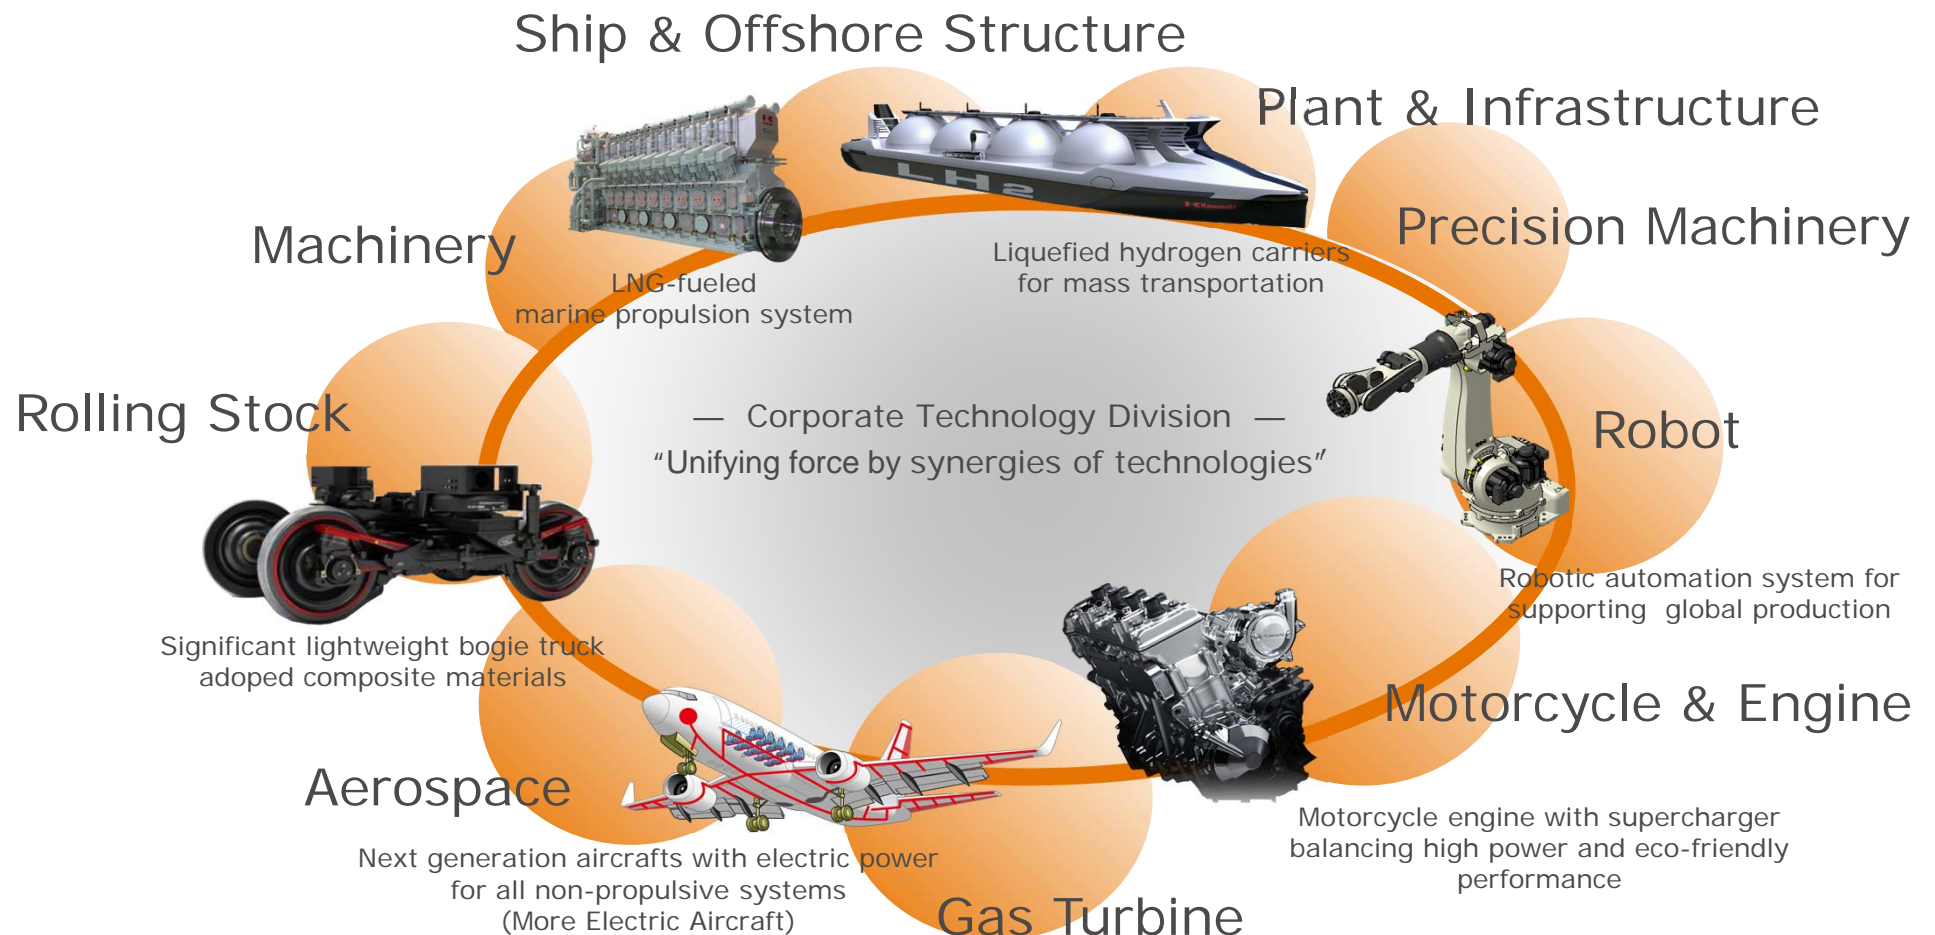 Ship & Offshore Structure
Plant & Infrastructure
Precision Machinery
Machinery
LH2
Kawasaki
Liquefied hydrogen carriers
for mass transportation
LNG-fueled
marine propulsion system
Rolling Stock
— Corporate Technology Division —
“Unifying force by synergies of technologies”
Robot
Robotic automation system for
supporting global production
Significant lightweight bogie truck
adoped composite materials
Motorcycle & Engine
Aerospace
Motorcycle engine with supercharger
balancing high power and eco-friendly
performance
Next generation aircrafts with electric power
for all non-propulsive systems
(More Electric Aircraft)
Gas Turbine